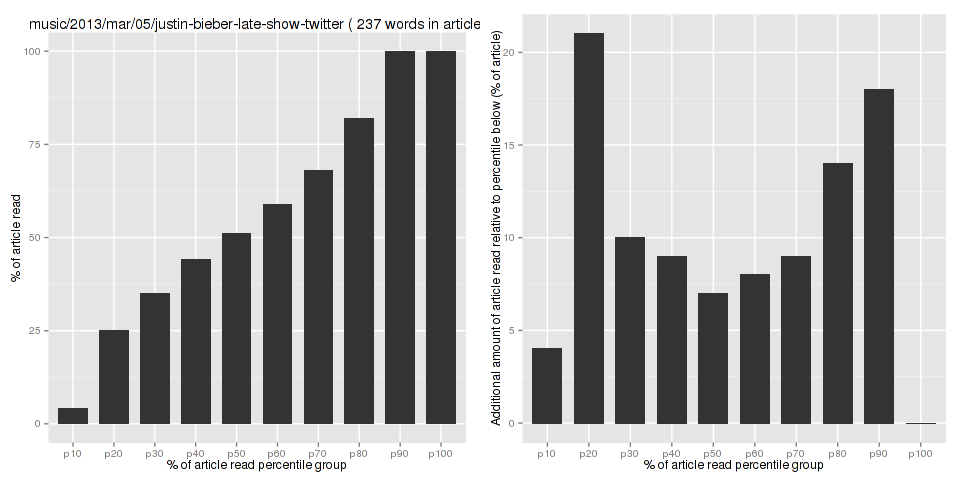 music/2013/mar/05/justin-bieber-late-show-twitter ( 237 words in article
% of article read
100
75
50
25
0
p10 p20 p30 p40 p50 p60 p70 p80 p90 p100
% of article read percentile group
Additional amount of article read relative to percentile below (% of article)
20
15
10
5
0
p10 p20 p30 p40 p50 p60 p70 p80 p90 p100
% of article read percentile group